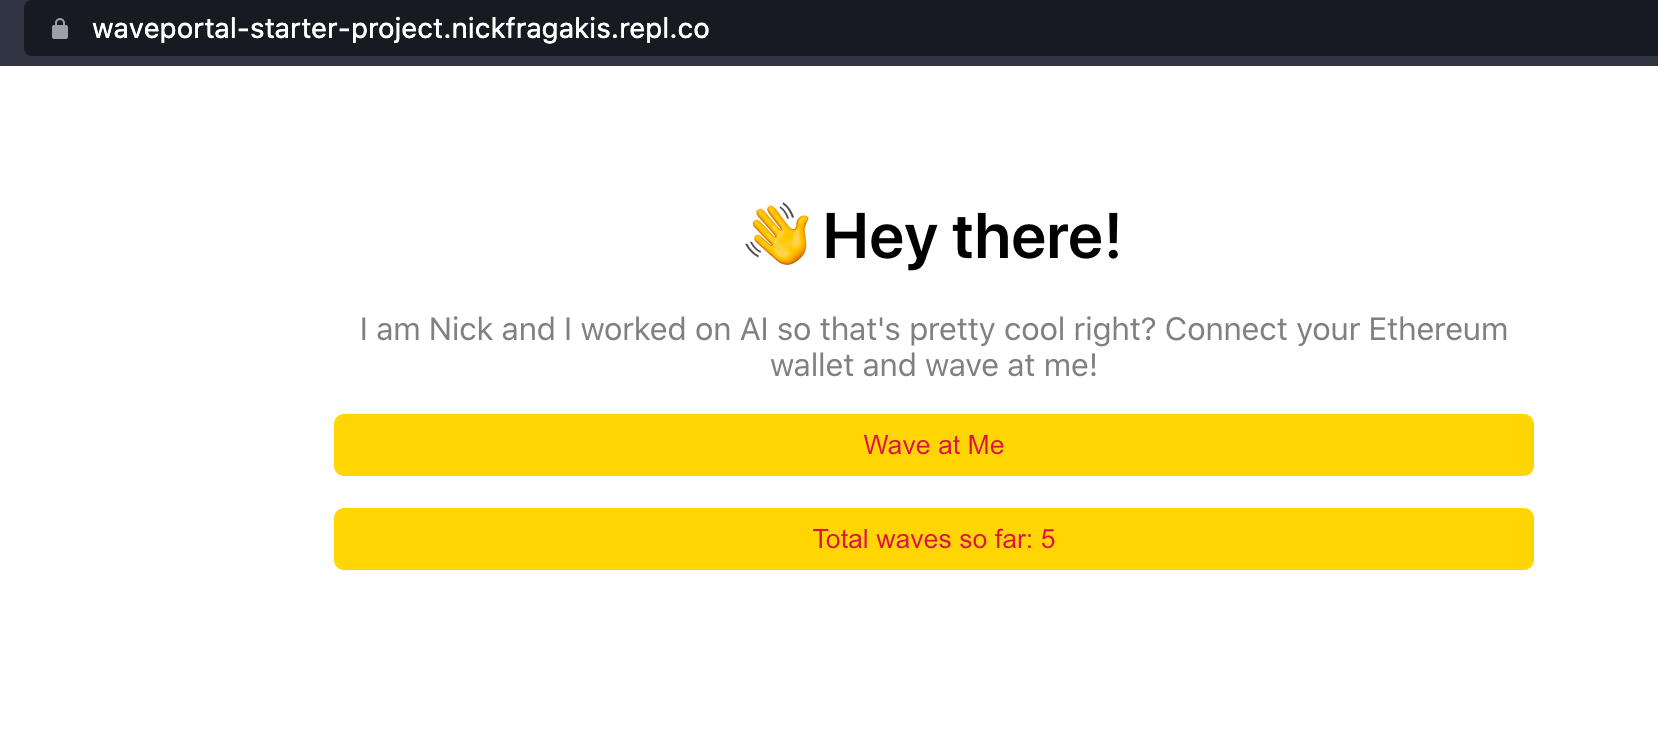 waveportal-starter-project.nickfragakis.repl.co
👋 Hey there!
I am Nick and I worked on AI so that's pretty cool right? Connect your Ethereum
wallet and wave at me!
Wave at Me
Total waves so far: 5